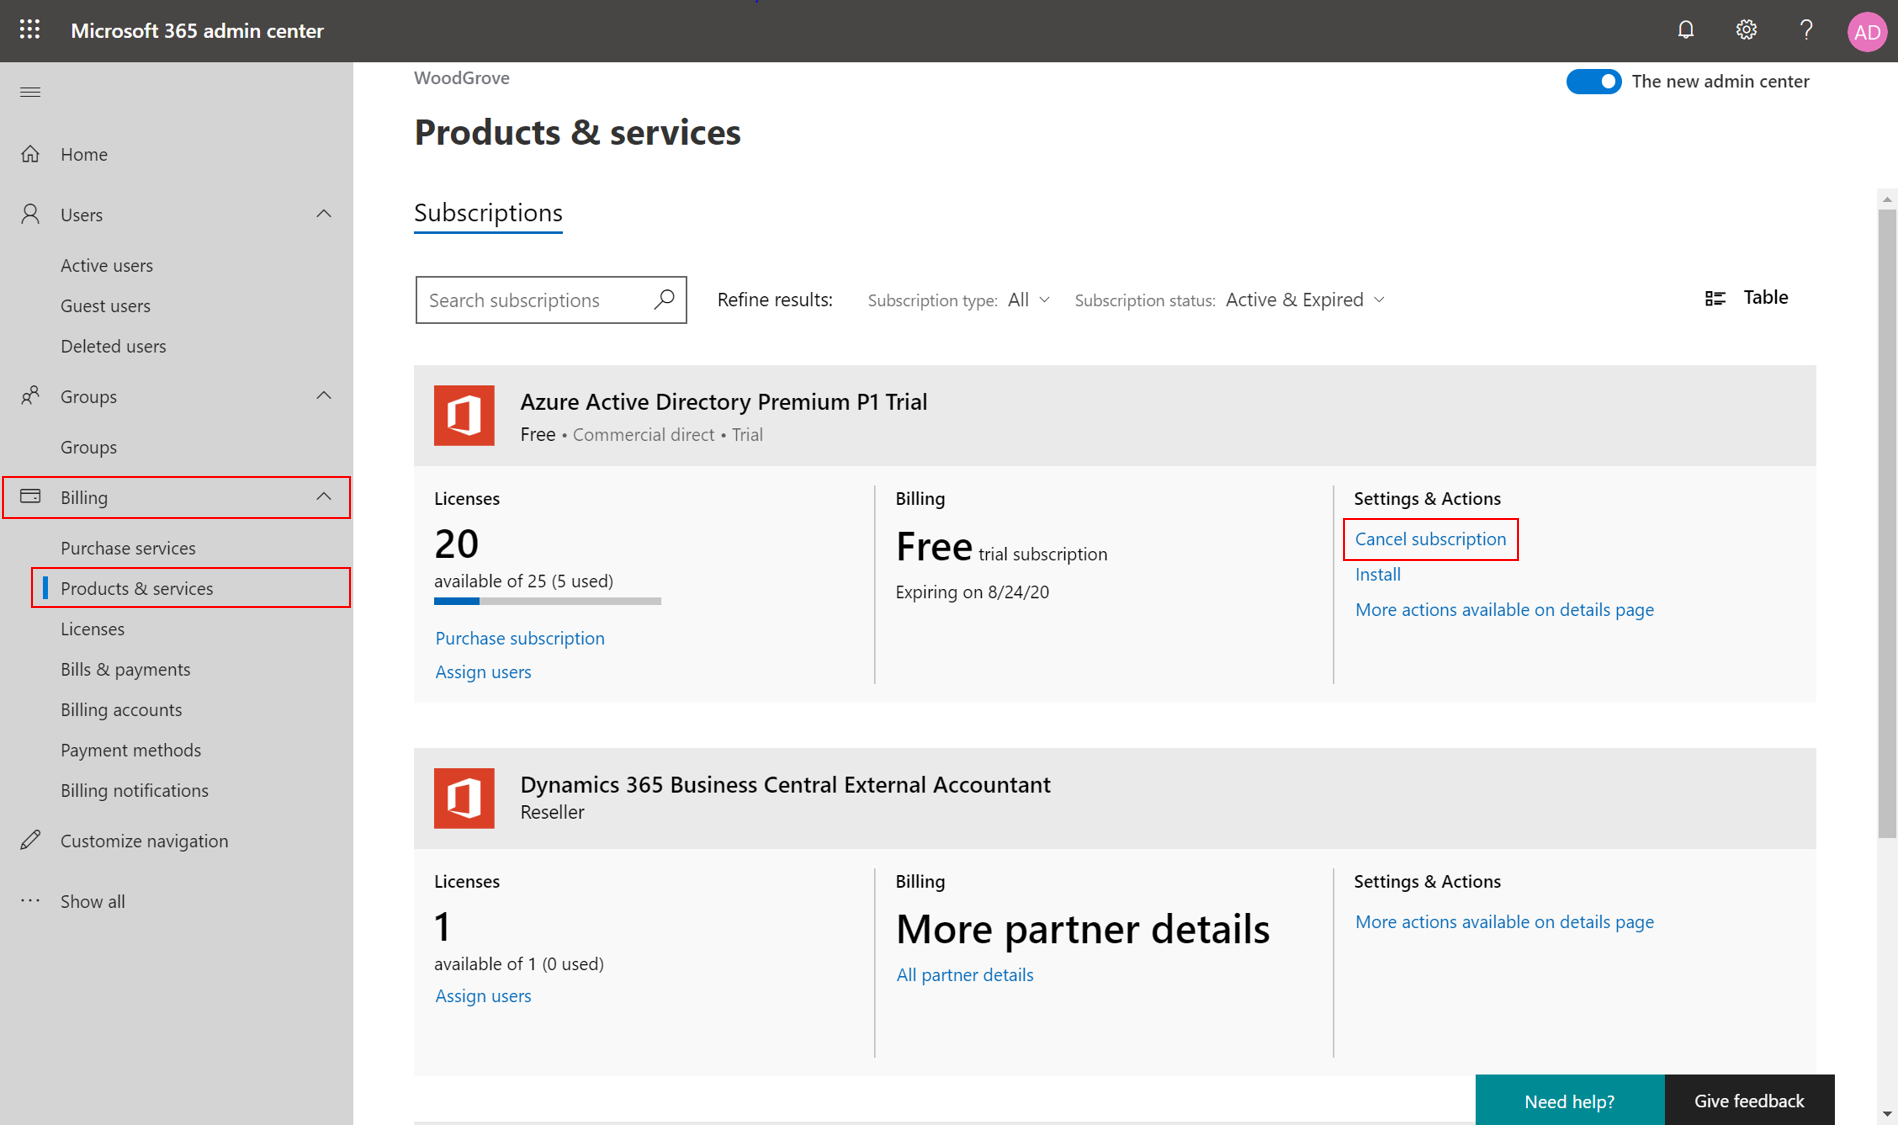 Microsoft 365 admin center
?
AD
WoodGrove
The new admin center
Products & services
Home
Users
Active users
Guest users
Deleted users
Groups
Groups
Billing
Purchase services
Products & services
Licenses
Bills & payments
Billing accounts
Payment methods
Billing notifications
Customize navigation
Show all
Subscriptions
Search subscriptions
Refine results:
Subscription type: All
Subscription status: Active & Expired
Table
Azure Active Directory Premium P1 Trial
Free • Commercial direct • Trial
Licenses
20
available of 25 (5 used)
Purchase subscription
Assign users
Billing
Free trial subscription
Expiring on 8/24/20
Settings & Actions
Cancel subscription
Install
More actions available on details page
Dynamics 365 Business Central External Accountant
Reseller
Licenses
1
available of 1 (0 used)
Assign users
Billing
More partner details
All partner details
Settings & Actions
More actions available on details page
Need help?
Give feedback